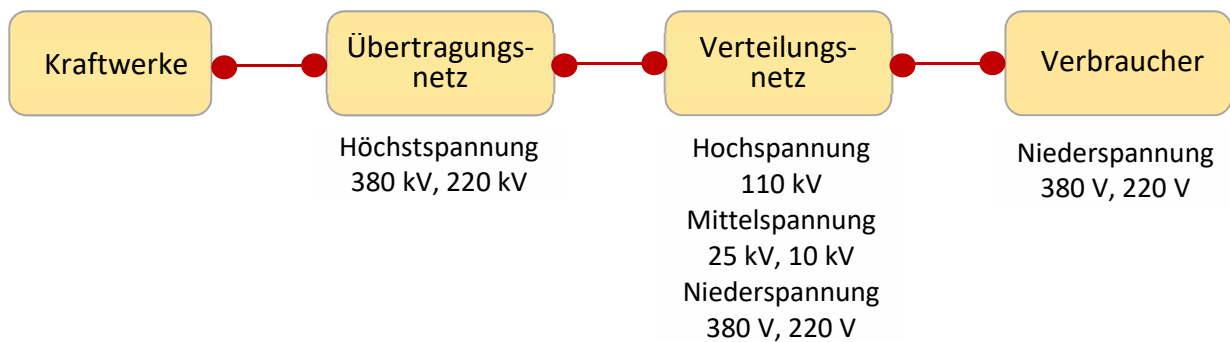 Kraftwerke
Übertragungs-
netz
Verteilungs-
netz
Verbraucher
Höchstspannung
380 kV, 220 kV
Hochspannung
110 kV
Mittelspannung
25 kV, 10 kV
Niederspannung
380 V, 220 V
Niederspannung
380 V, 220 V